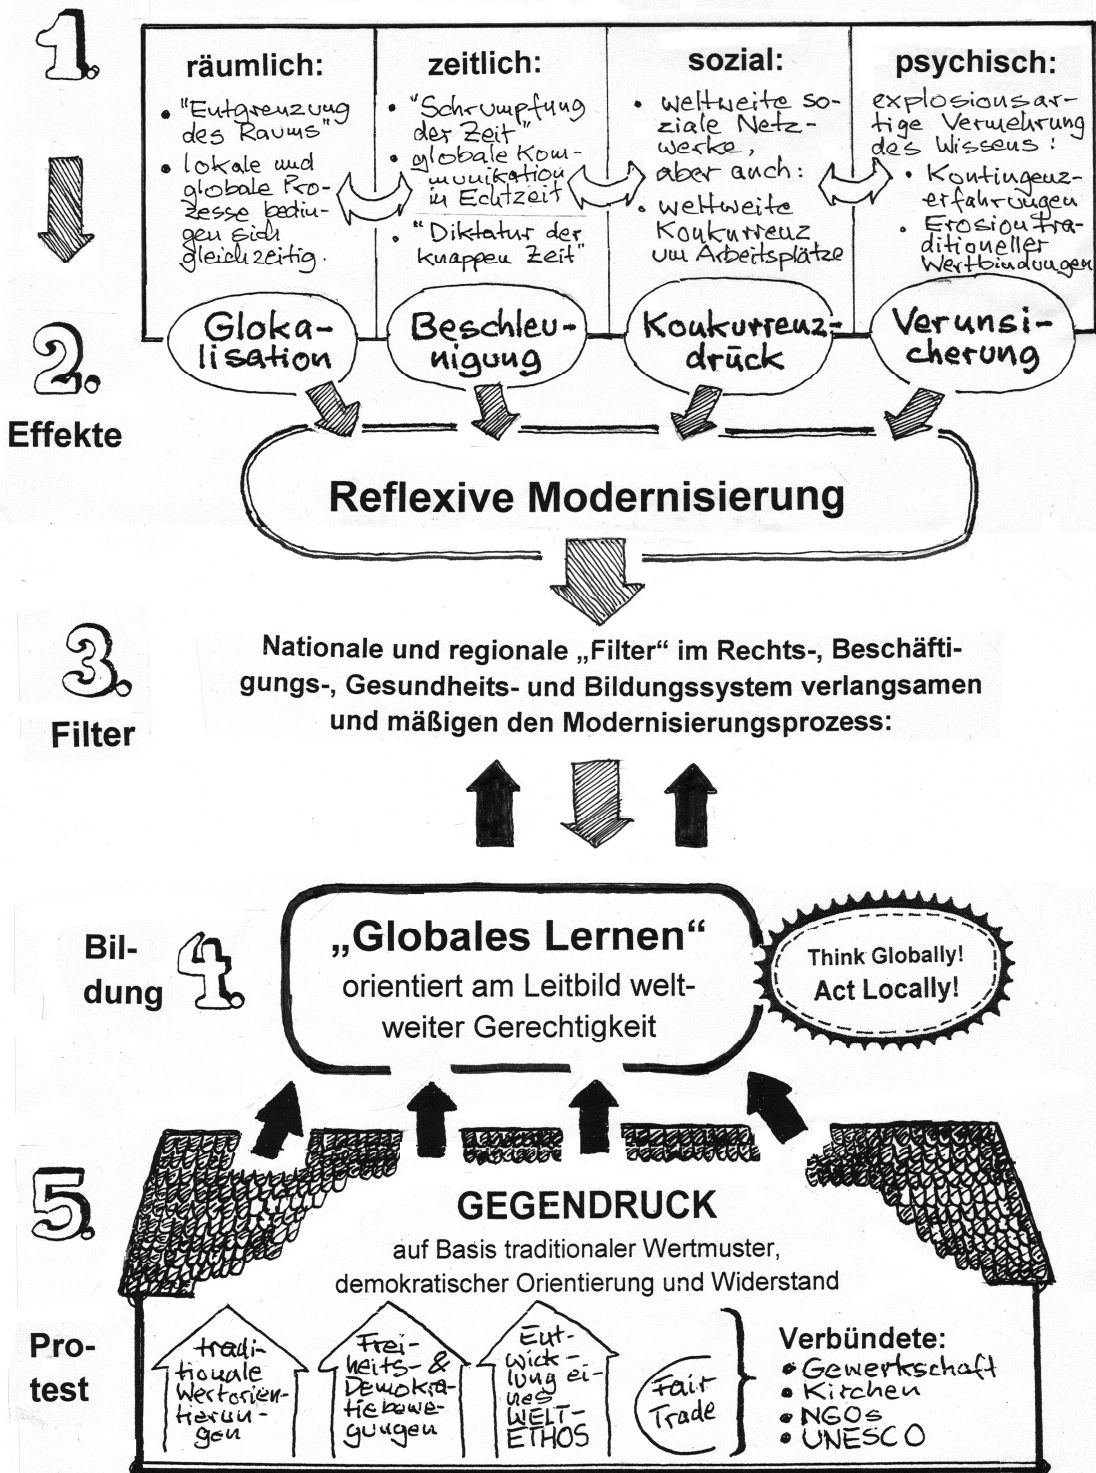 1.
räumlich:
• "Entgrenzung
des Raums"
• lokale und
globale Pro-
zesse bedin-
gen sich
gleichzeitig.
zeitlich:
• "Schrumpfung
der Zeit"
• globale Kom-
munikation
in Echtzeit
• "Diktatur der
knappen Zeit"
sozial:
• weltweite so-
ziale Netz-
werke,
aber auch:
• weltweite
Konkurrenz
um Arbeitsplätze
psychisch:
explosionsar-
tige Vermehrung
des Wissens:
• Kontingenz-
erfahrungen
• Erosion tra-
ditioneller
Wertbindungen
2.
Effekte
Gloka-
lisation
Beschleu-
nigung
Konkurrenz-
drück
Verunsi-
cherung
Reflexive Modernisierung
3.
Filter
Nationale und regionale „Filter“ im Rechts-, Beschäfti-
gungs-, Gesundheits- und Bildungssystem verlangsamen
und mäßigen den Modernisierungsprozess:
Bil-
dung
4.
„Globales Lernen“
orientiert am Leitbild welt-
weiter Gerechtigkeit
Think Globally!
Act Locally!
5.
Pro-
test
GEGENDRUCK
auf Basis traditionaler Wertmuster,
demokratischer Orientierung und Widerstand
tradi-
tionale
Wertorien-
tierun-
gen
Frei-
heits- &
Demokra-
tiebewe-
gungen
Ent-
wick-
lung ei-
nes
WELT-
ETHOS
Fair
Trade
Verbündete:
• Gewerkschaft
• Kirchen
• NGOs
• UNESCO